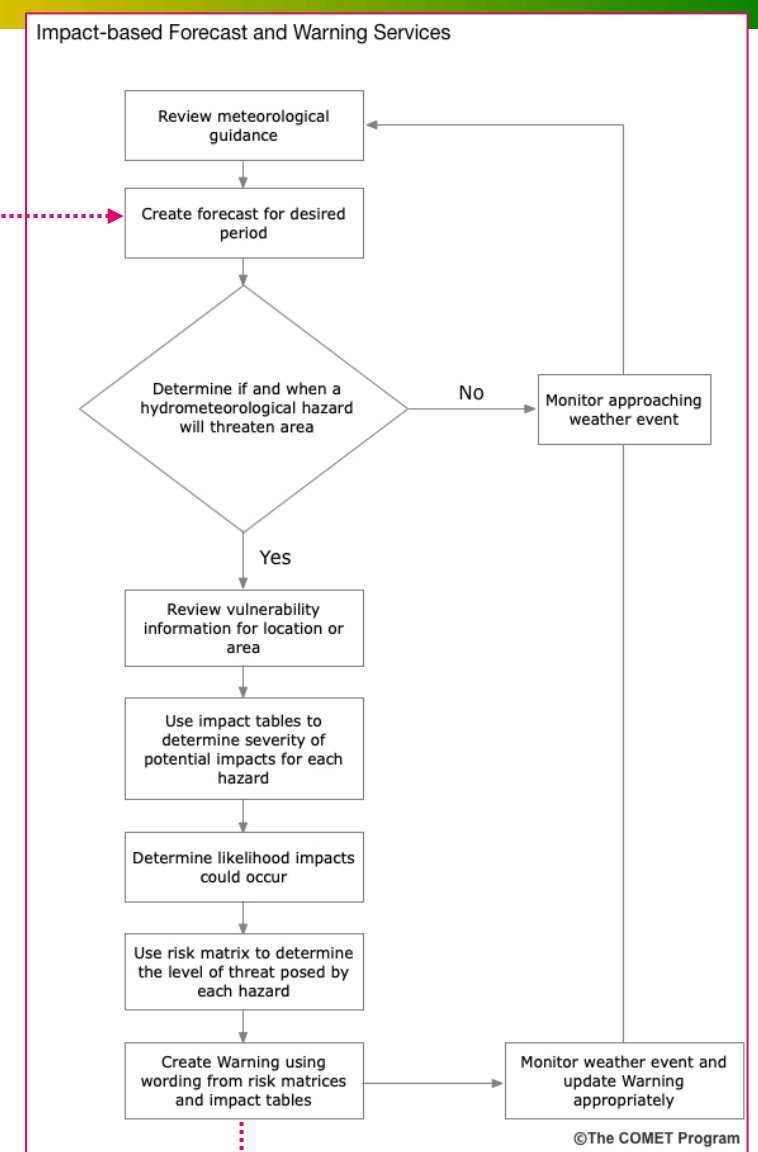 Impact-based Forecast and Warning Services
Review meteorological
guidance
Create forecast for desired
period
Determine if and when a
hydrometeorological hazard
will threaten area
No
Monitor approaching
weather event
Yes
Review vulnerability
information for location or
area
Use impact tables to
determine severity of
potential impacts for each
hazard
Determine likelihood impacts
could occur
Use risk matrix to determine
the level of threat posed by
each hazard
Create Warning using
wording from risk matrices
and impact tables
Monitor weather event and
update Warning
appropriately
©The COMET Program